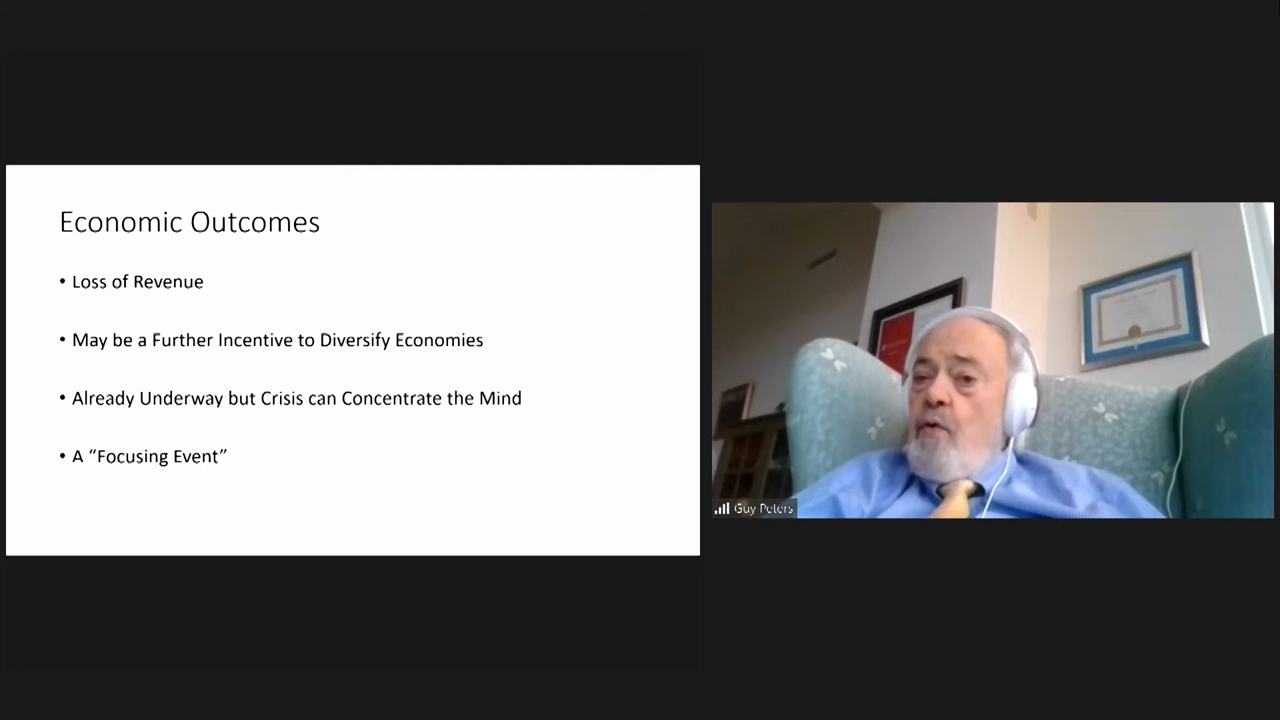 Economic Outcomes
• Loss of Revenue
• May be a Further Incentive to Diversify Economies
• Already Underway but Crisis can Concentrate the Mind
• A “Focusing Event”
Guy Peters